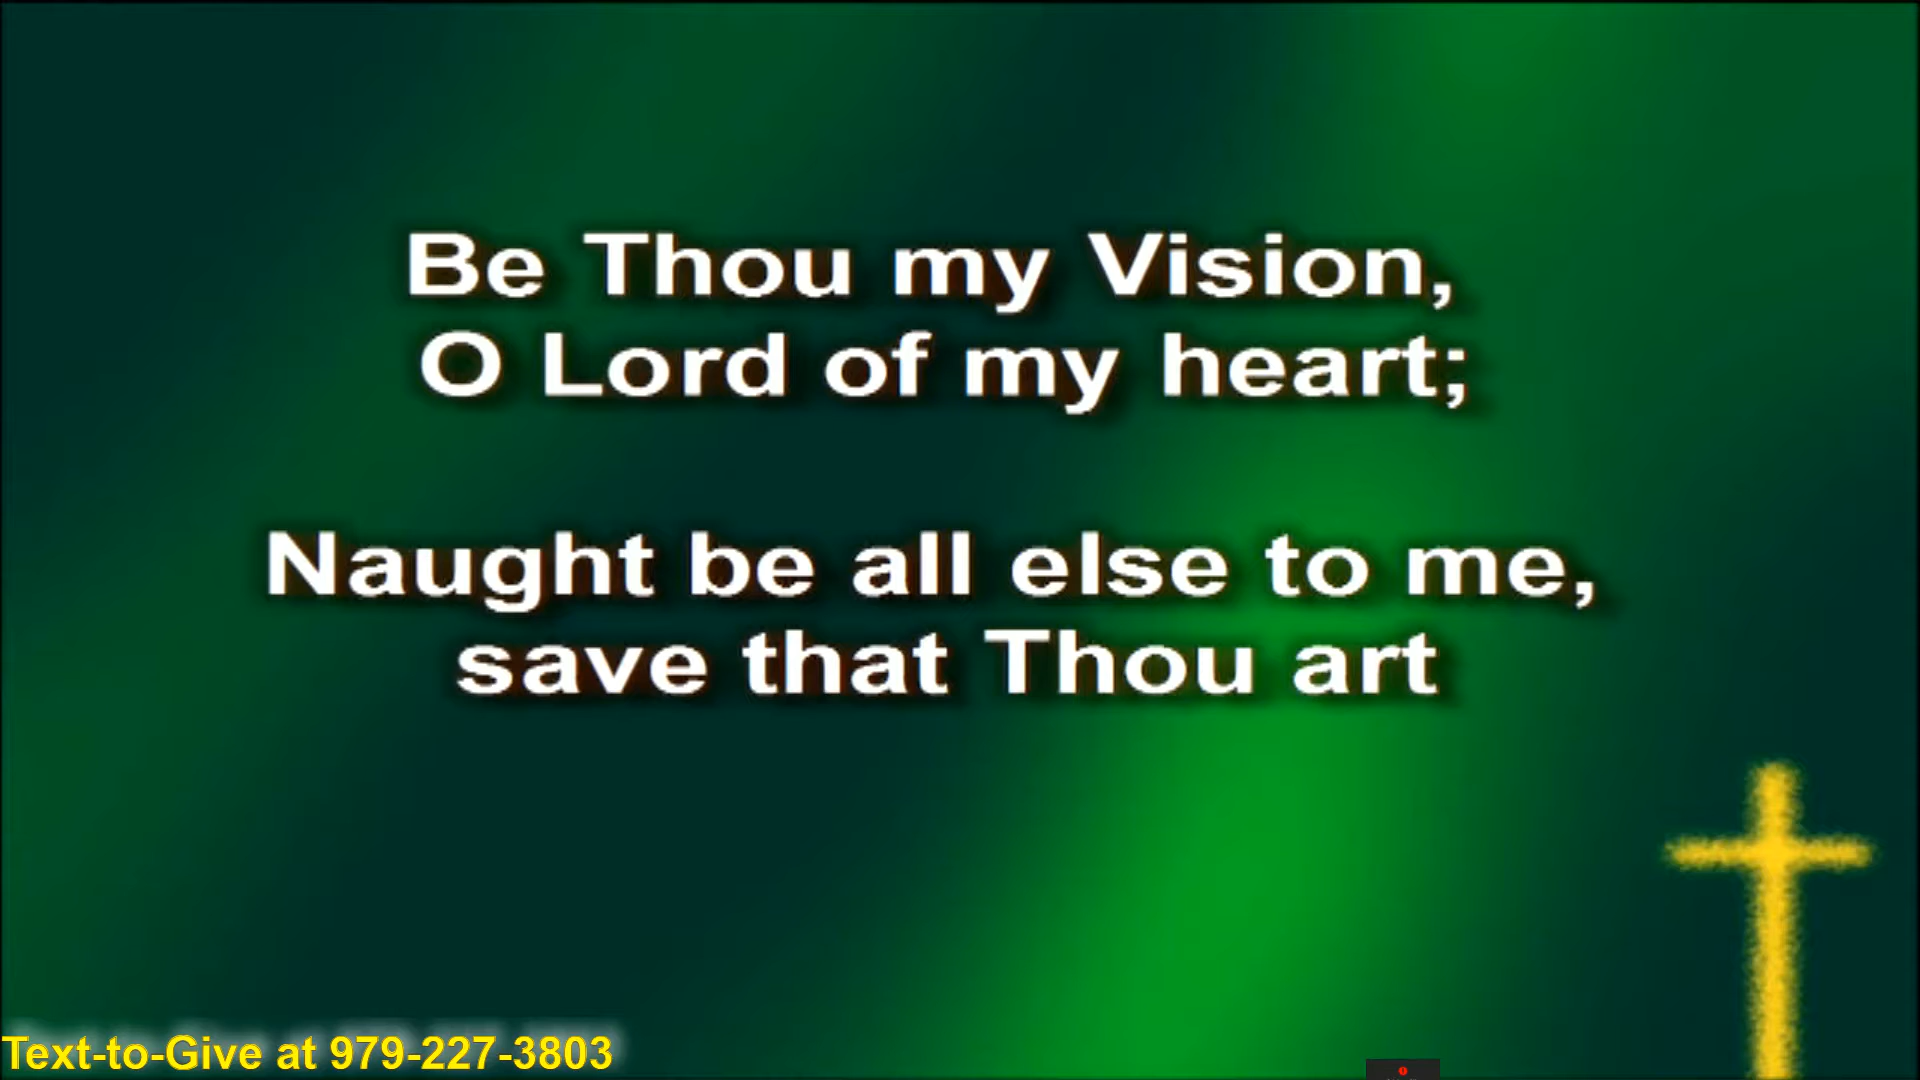 Be Thou my Vision,
O Lord of my heart;
Naught be all else to me,
save that Thou art
Text-to-Give at 979-227-3803